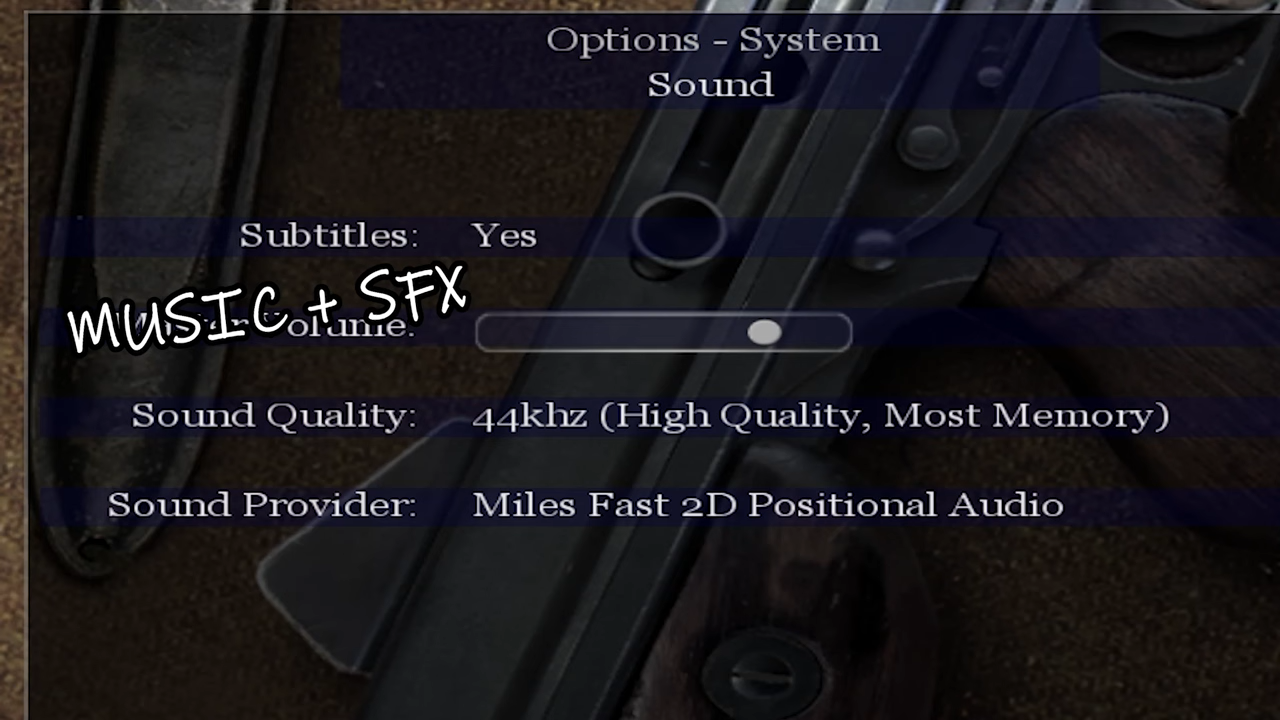 Options - System
Sound
Subtitles: Yes
MUSIC + SFX
Sound Quality: 44khz (High Quality, Most Memory)
Sound Provider: Miles Fast 2D Positional Audio